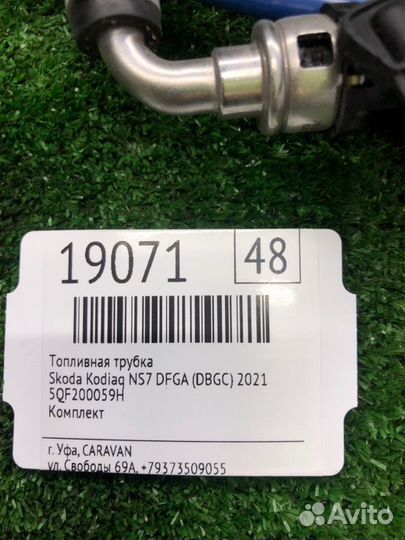 19071 48
Топливная трубка
Skoda Kodiaq NS7 DFGA (DBGC) 2021
5QF200059H
Комплект
г. Уфа, CARAVAN
ул. Свободы 69А, +79373509055
Avito